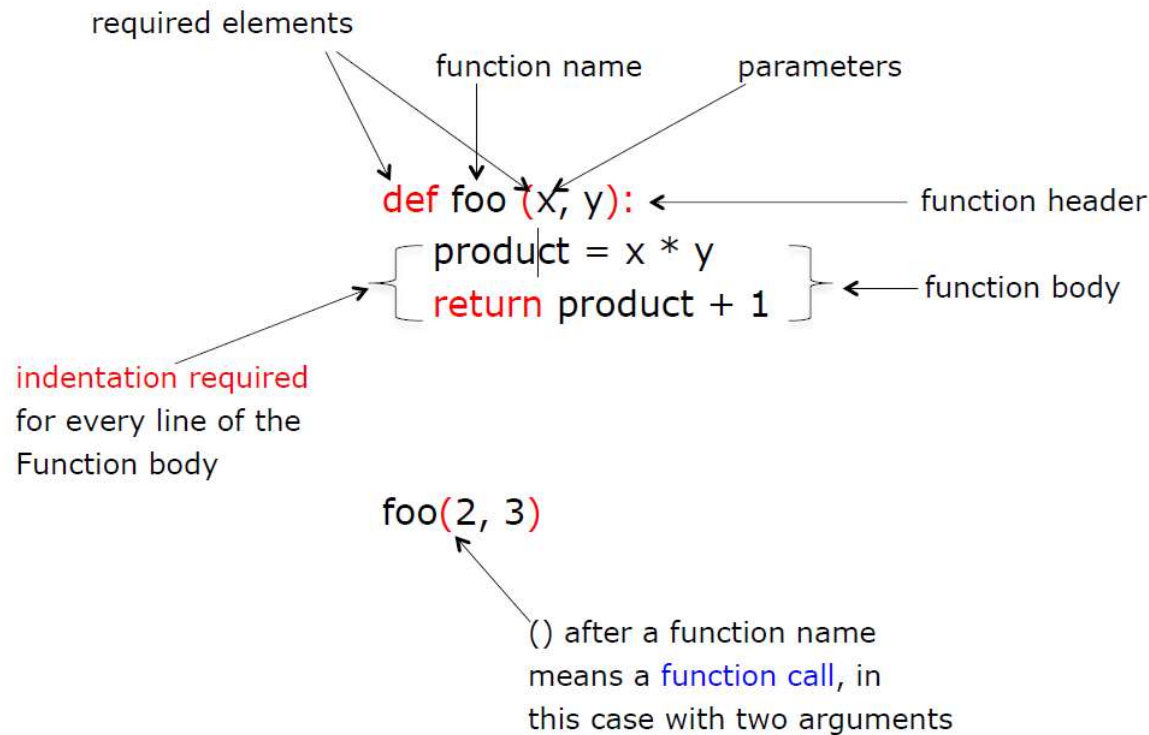 required elements
function name
parameters
def foo (x, y):
function header
product = x * y
return product + 1
function body
indentation required
for every line of the
Function body
foo(2, 3)
() after a function name
means a function call, in
this case with two arguments